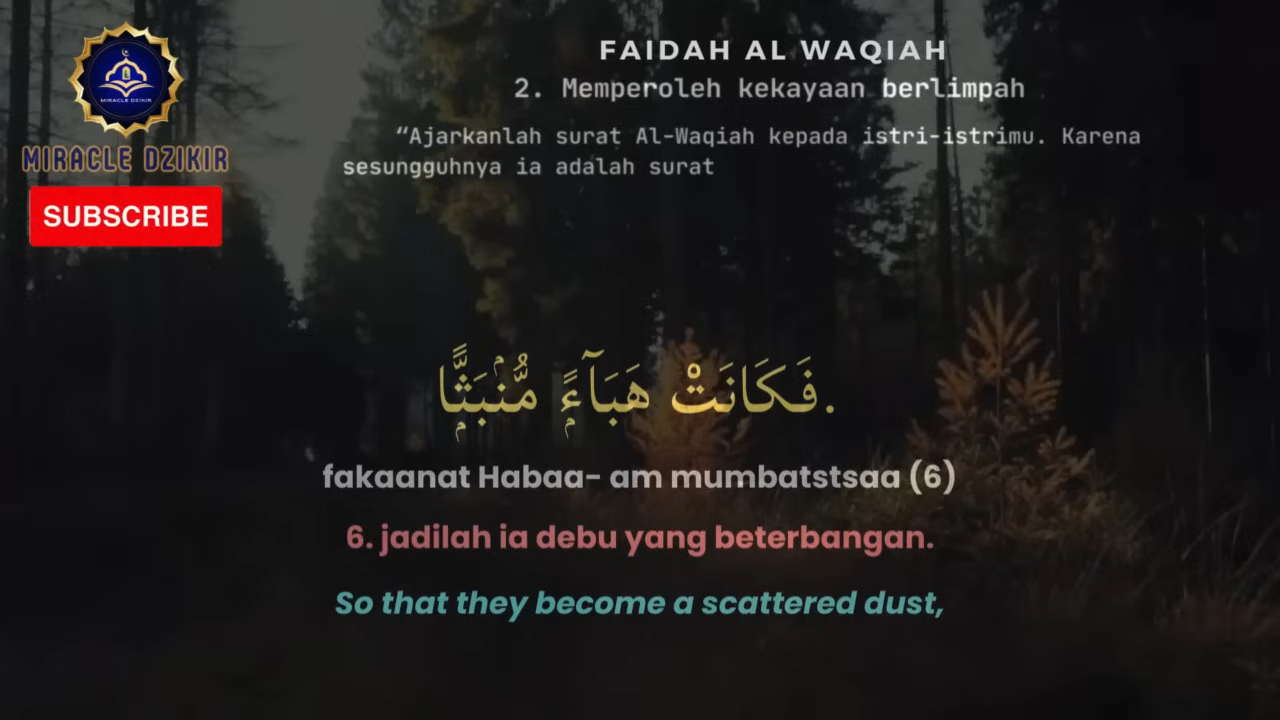 MIRACLE DZIKIR
MIRACLE DZIKIR
SUBSCRIBE
FAIDAH AL WAQIAH
2. Memperoleh kekayaan berlimpah
“Ajarkanlah surat Al-Waqiah kepada istri-istrimu. Karena
sesungguhnya ia adalah surat
فَكَانَتْ هَبَاۤءً مُّنْۢبَثًّاۙ.
fakaanat Habaa- am mumbatstsaa (6)
6. jadilah ia debu yang beterbangan.
So that they become a scattered dust,